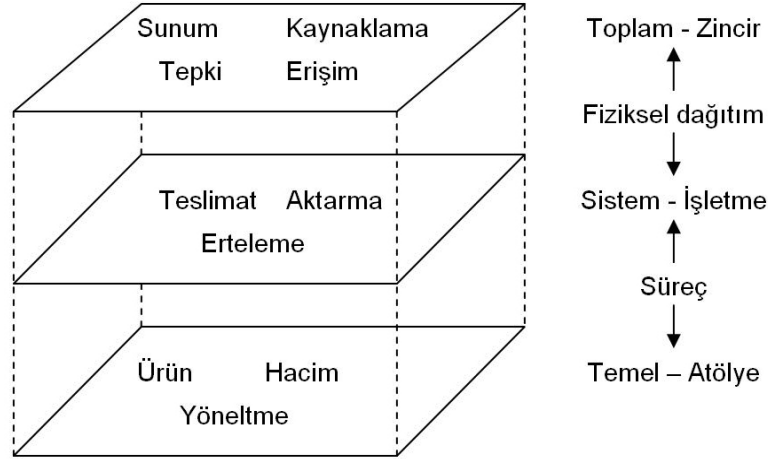 Sunum Kaynaklama
Tepki Erişim
Toplam - Zincir
Fiziksel dağıtım
Teslimat Aktarma
Erteleme
Sistem - İşletme
Süreç
Ürün Hacim
Yöneltme
Temel – Atölye